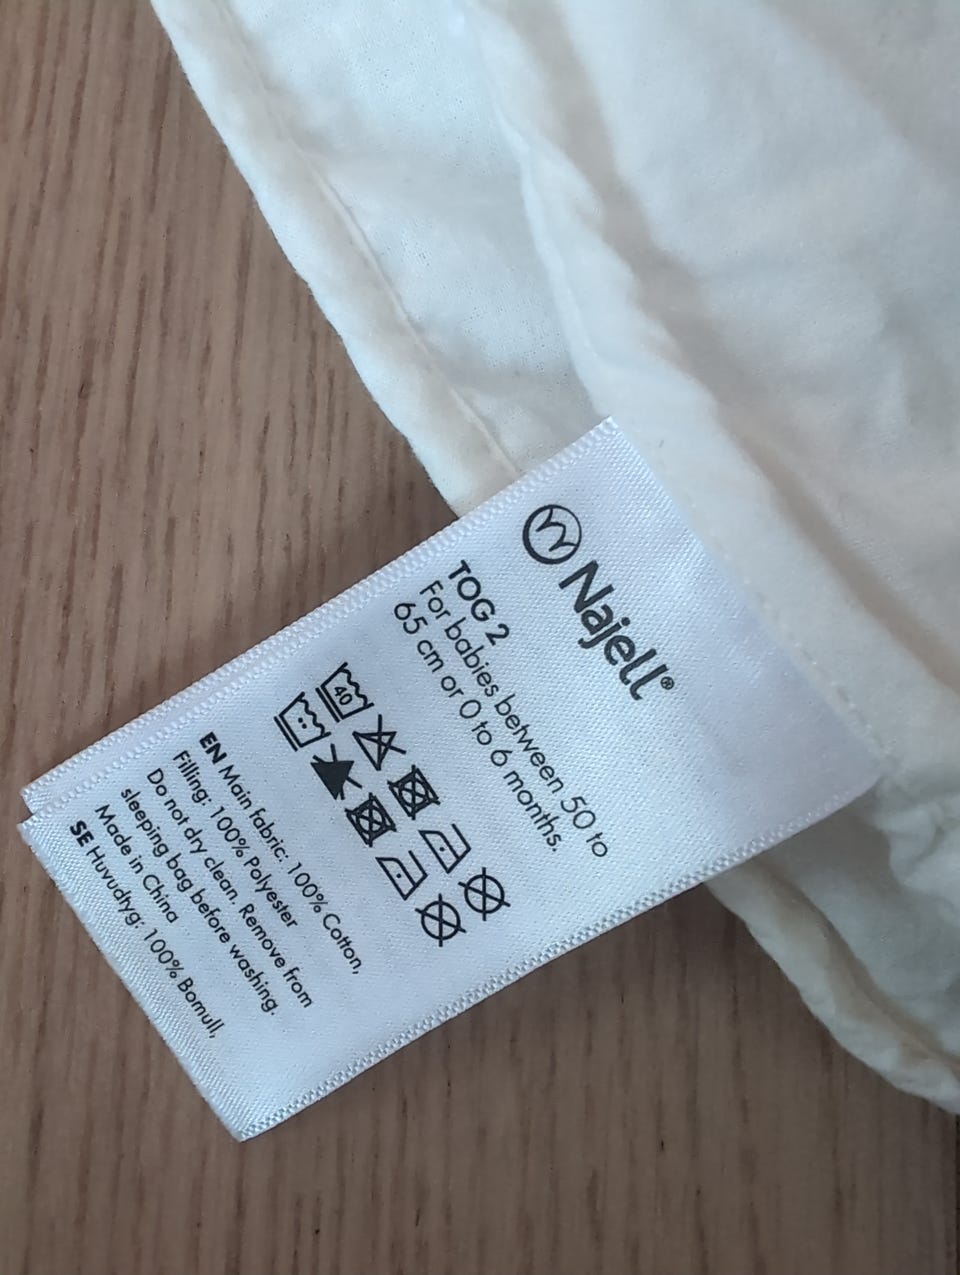 Najell®
TOG 2
For babies between 50 to
65 cm or 0 to 6 months.
40
EN Main fabric: 100% Cotton,
Filling: 100% Polyester
Do not dry clean. Remove from
sleeping bag before washing.
Made in China
SE Huvudtyg: 100% Bomull,